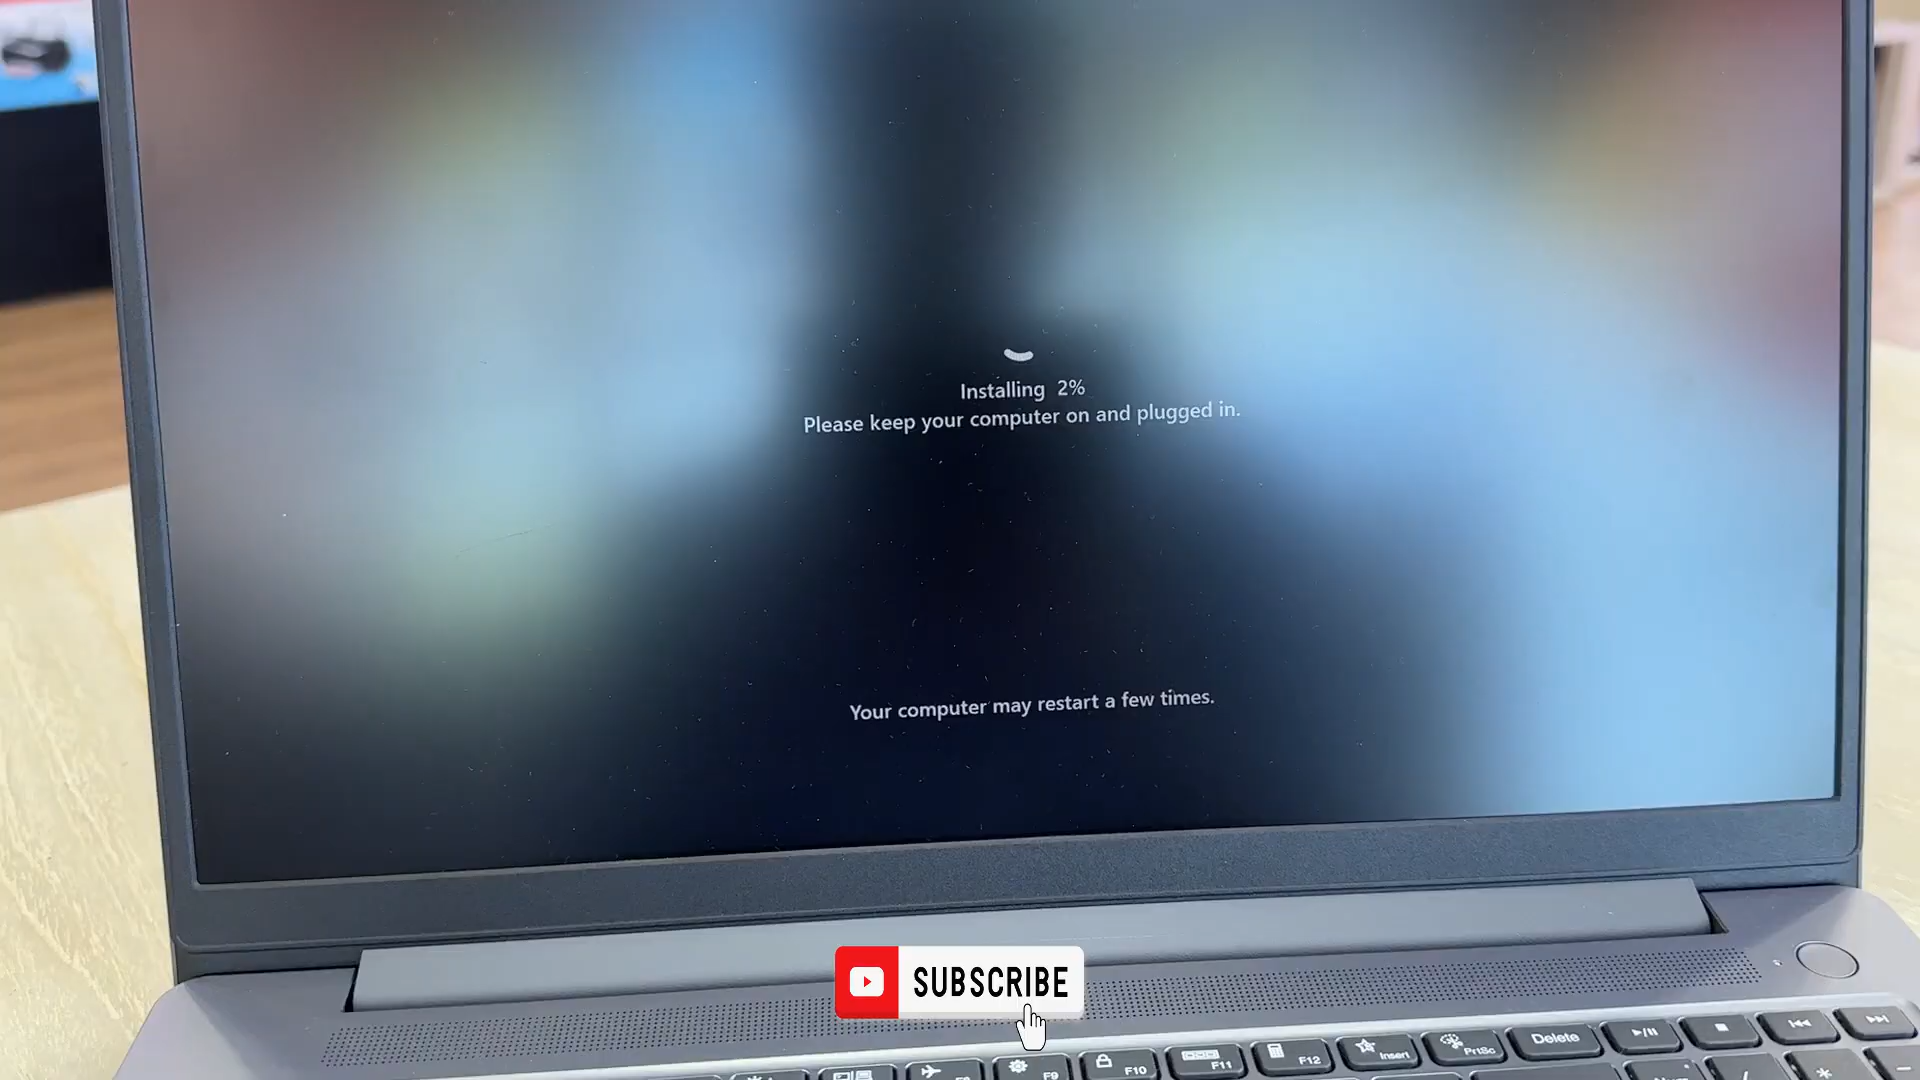 Installing 2%
Please keep your computer on and plugged in.
Your computer may restart a few times.
SUBSCRIBE
Delete
F9
F10
F11
F12
Insert
PrtSc